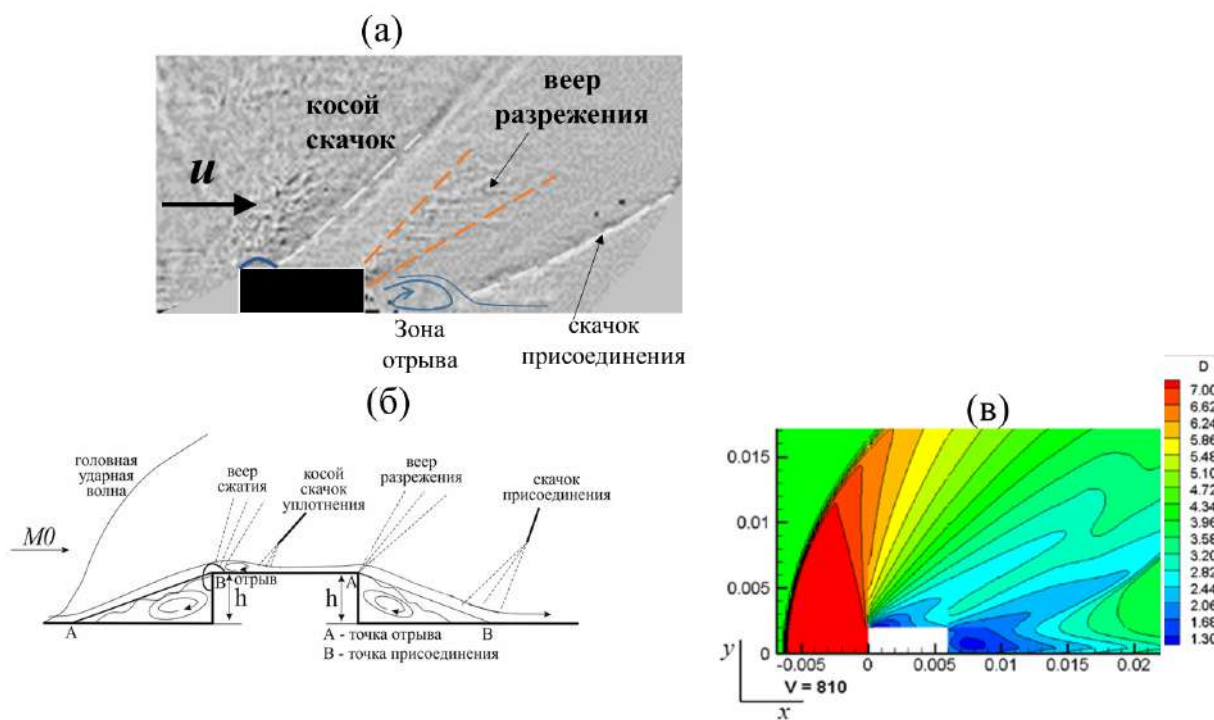 (а)
косой
скачок
веер
разрежения
u
Зона
отрыва
скачок
присоединения
(б)
головная
ударная
волна
веер
сжатия
косой
скачок
уплотнения
веер
разрежения
скачок
присоединения
M0
B
отрыв
A
h
h
A
B
A - точка отрыва
B - точка присоединения
(в)
D
7.00
6.62
6.24
5.86
5.48
5.10
4.72
4.34
3.96
3.58
3.20
2.82
2.44
2.06
1.68
1.30
0.015
0.01
0.005
0
-0.005
0
0.005
0.01
0.015
0.02
V = 810
y
x